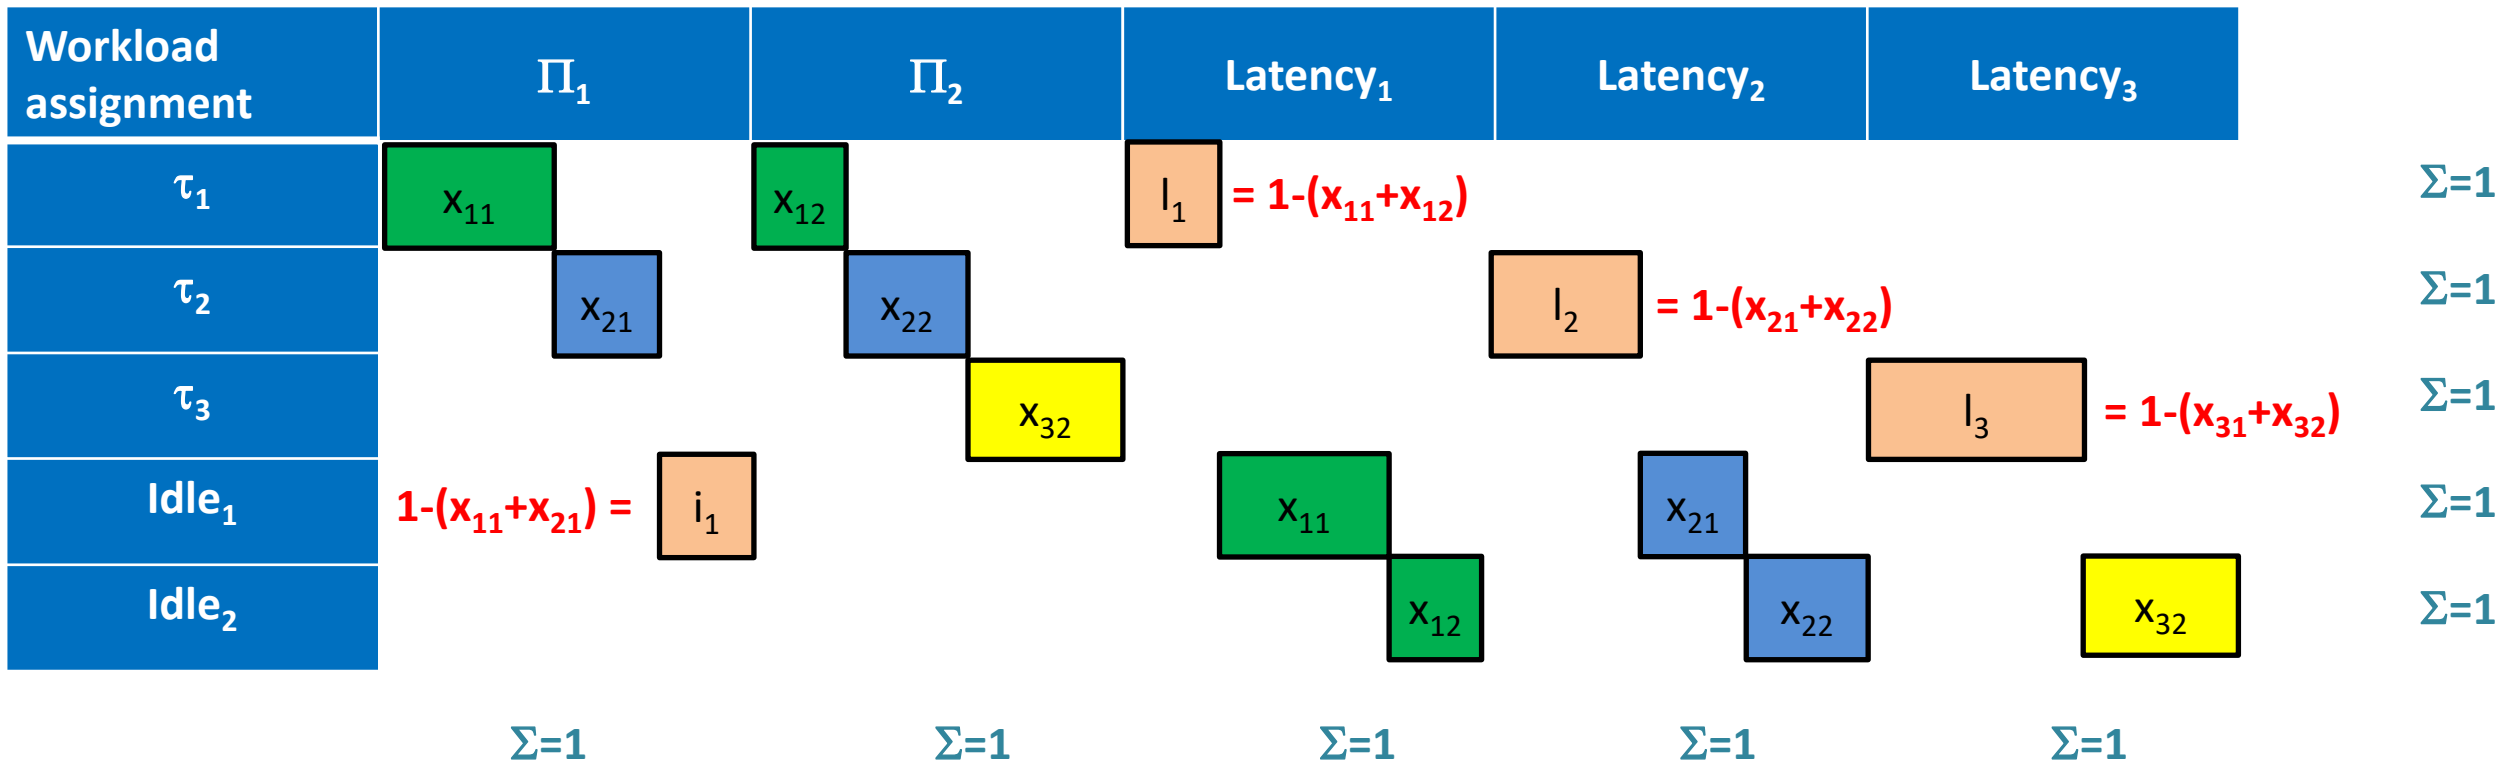 Workload assignment Π₁ Π₂ Latency₁ Latency₂ Latency₃
τ₁ x₁₁ x₁₂ l₁ = 1-(x₁₁+x₁₂) Σ=1
τ₂ x₂₁ x₂₂ l₂ = 1-(x₂₁+x₂₂) Σ=1
τ₃ x₃₂ l₃ = 1-(x₃₁+x₃₂) Σ=1
Idle₁ 1-(x₁₁+x₂₁) = i₁ x₁₁ x₂₁ Σ=1
Idle₂ x₁₂ x₂₂ x₃₂ Σ=1
Σ=1 Σ=1 Σ=1 Σ=1 Σ=1